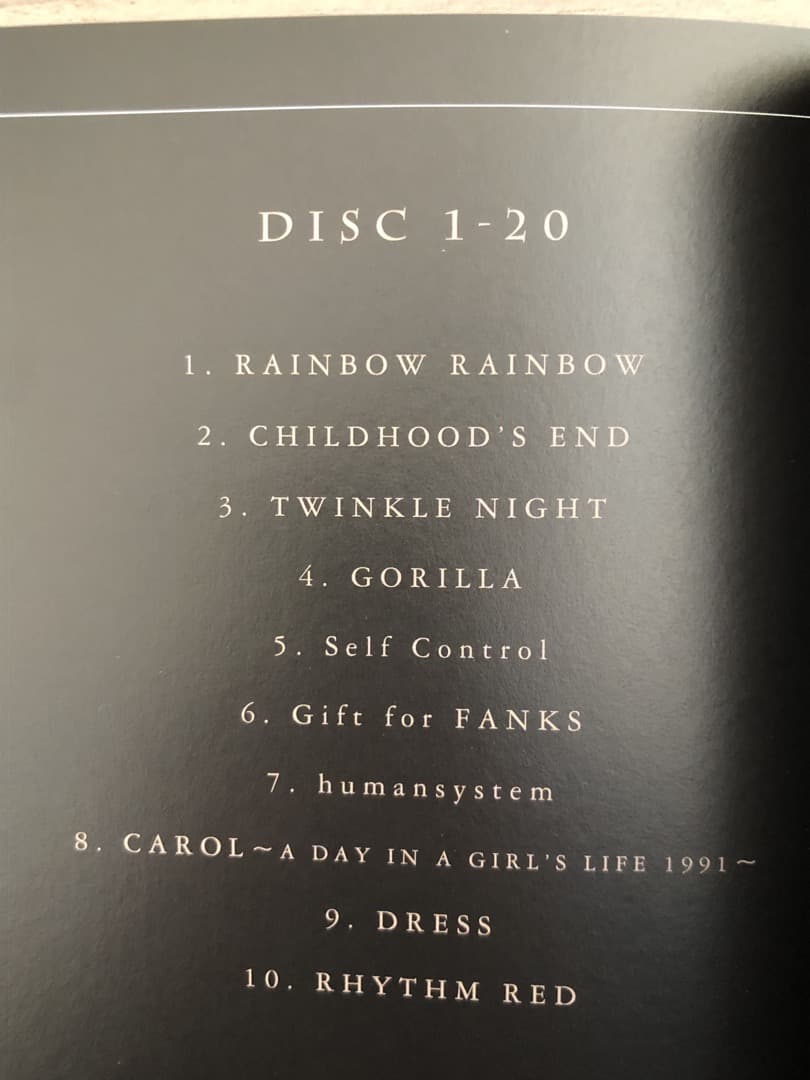 DISC 1-20
1. RAINBOW RAINBOW
2. CHILDHOOD'S END
3. TWINKLE NIGHT
4. GORILLA
5. Self Control
6. Gift for FANKS
7. humansystem
8. CAROL~A DAY IN A GIRL'S LIFE 1991~
9. DRESS
10. RHYTHM RED